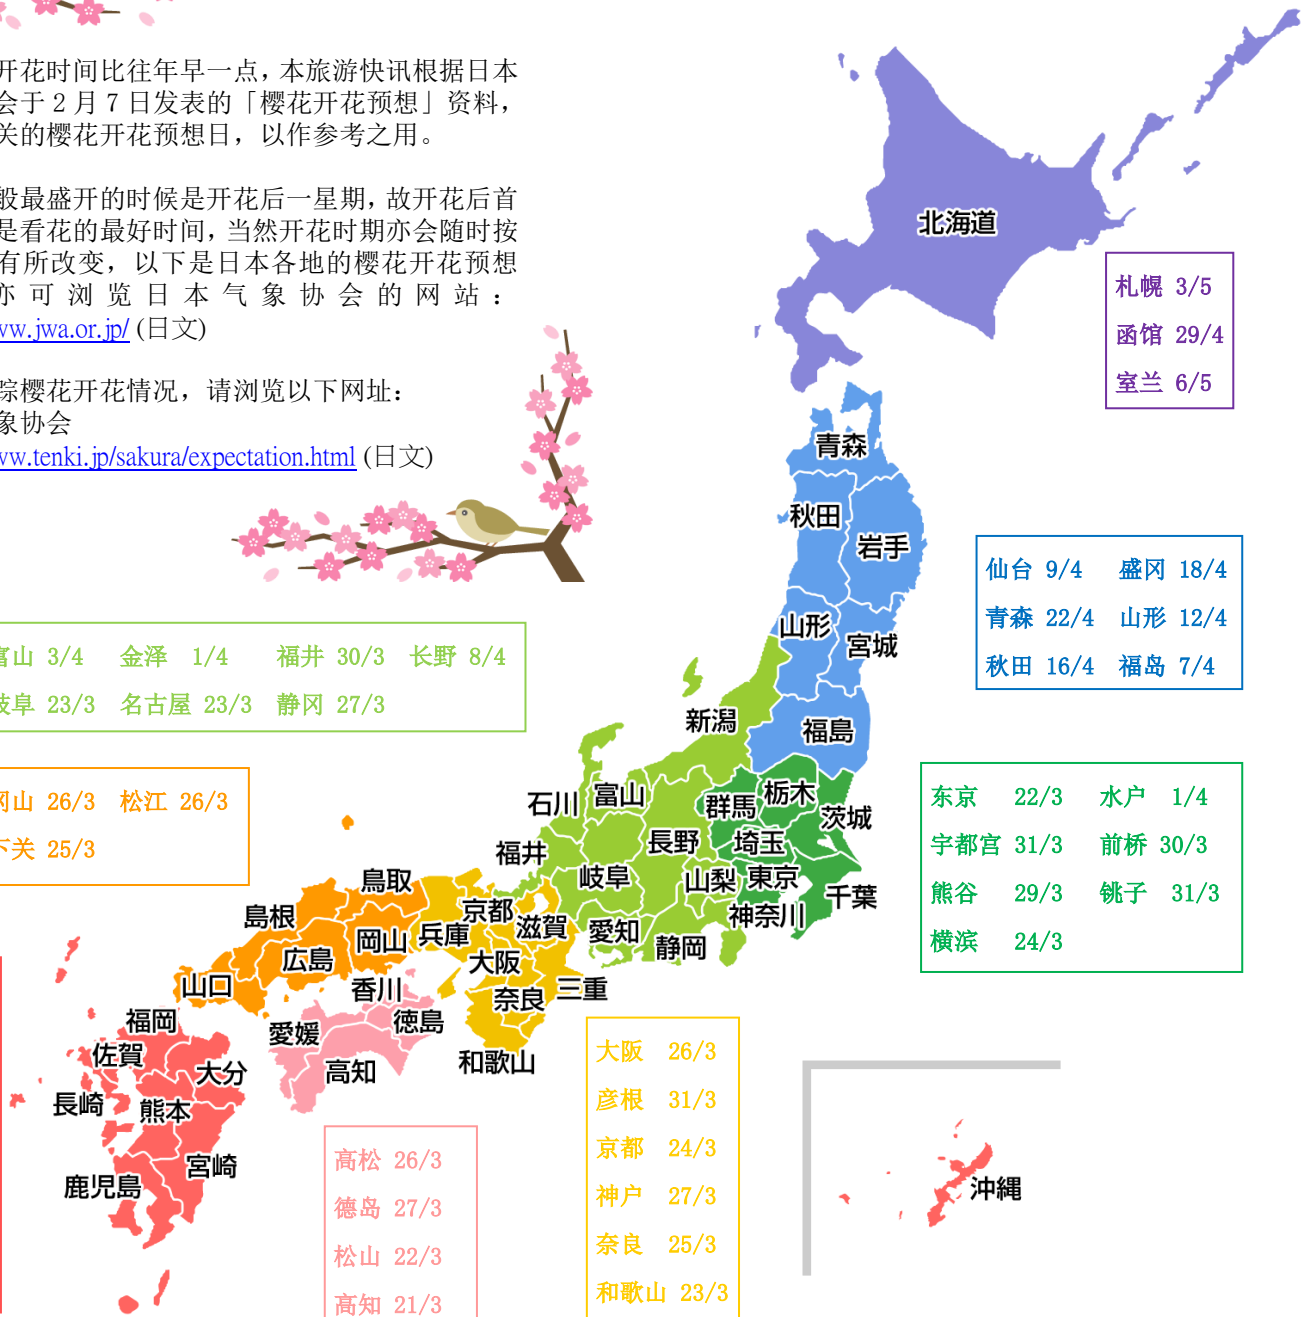 开花时间比往年早一点，本旅游快讯根据日本
会于 2 月 7 日发表的「樱花开花预想」资料，
关的樱花开花预想日，以作参考之用。
般最盛开的时候是开花后一星期，故开花后首
是看花的最好时间，当然开花时期亦会随时按
有所改变，以下是日本各地的樱花开花预想
亦可浏览日本气象协会的网站：
ww.jwa.or.jp/ (日文)
踪樱花开花情况，请浏览以下网址：
象协会
ww.tenki.jp/sakura/expectation.html (日文)
北海道
札幌 3/5
函馆 29/4
室兰 6/5
青森
秋田
岩手
山形
宮城
福島
仙台 9/4 盛冈 18/4
青森 22/4 山形 12/4
秋田 16/4 福岛 7/4
富山 3/4 金泽 1/4 福井 30/3 长野 8/4
岐阜 23/3 名古屋 23/3 静冈 27/3
新潟
石川
富山
群馬
栃木
茨城
福井
長野
埼玉
岐阜
山梨
東京
千葉
神奈川
愛知
静岡
东京 22/3 水户 1/4
宇都宫 31/3 前桥 30/3
熊谷 29/3 铫子 31/3
横滨 24/3
冈山 26/3 松江 26/3
下关 25/3
鳥取
島根
岡山
広島
山口
京都
滋賀
兵庫
大阪
奈良
三重
和歌山
香川
徳島
愛媛
高知
福岡
佐賀
大分
長崎
熊本
宮崎
鹿児島
大阪 26/3
彦根 31/3
京都 24/3
神户 27/3
奈良 25/3
和歌山 23/3
高松 26/3
德岛 27/3
松山 22/3
高知 21/3
沖縄